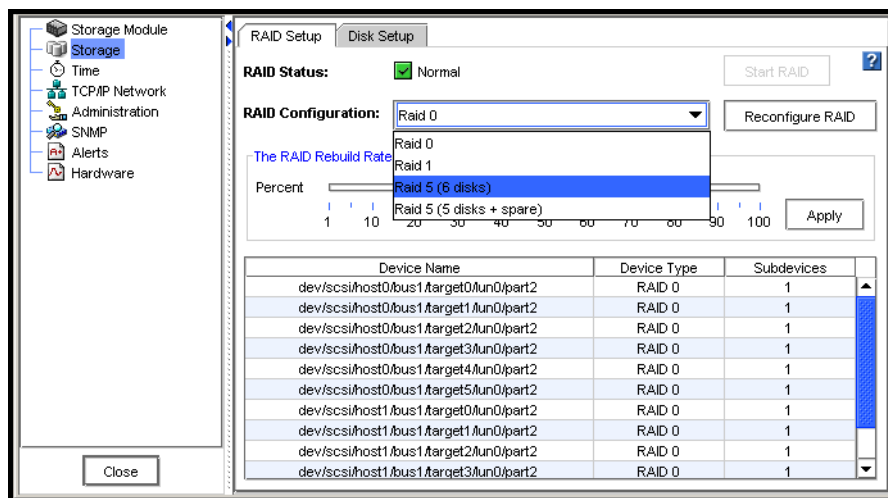 Storage Module
Storage
Time
TCP/IP Network
Administration
SNMP
Alerts
Hardware
Close
RAID Setup
Disk Setup
RAID Status:
Normal
Start RAID
?
RAID Configuration:
Raid 0
Reconfigure RAID
Raid 0
Raid 1
Raid 5 (6 disks)
Raid 5 (5 disks + spare)
The RAID Rebuild Rate
Percent
1 10 20 30 40 50 60 70 80 90 100
Apply
Device Name Device Type Subdevices
dev/scsi/host0/bus1/target0/lun0/part2 RAID 0 1
dev/scsi/host0/bus1/target1/lun0/part2 RAID 0 1
dev/scsi/host0/bus1/target2/lun0/part2 RAID 0 1
dev/scsi/host0/bus1/target3/lun0/part2 RAID 0 1
dev/scsi/host0/bus1/target4/lun0/part2 RAID 0 1
dev/scsi/host0/bus1/target5/lun0/part2 RAID 0 1
dev/scsi/host1/bus1/target0/lun0/part2 RAID 0 1
dev/scsi/host1/bus1/target1/lun0/part2 RAID 0 1
dev/scsi/host1/bus1/target2/lun0/part2 RAID 0 1
dev/scsi/host1/bus1/target3/lun0/part2 RAID 0 1